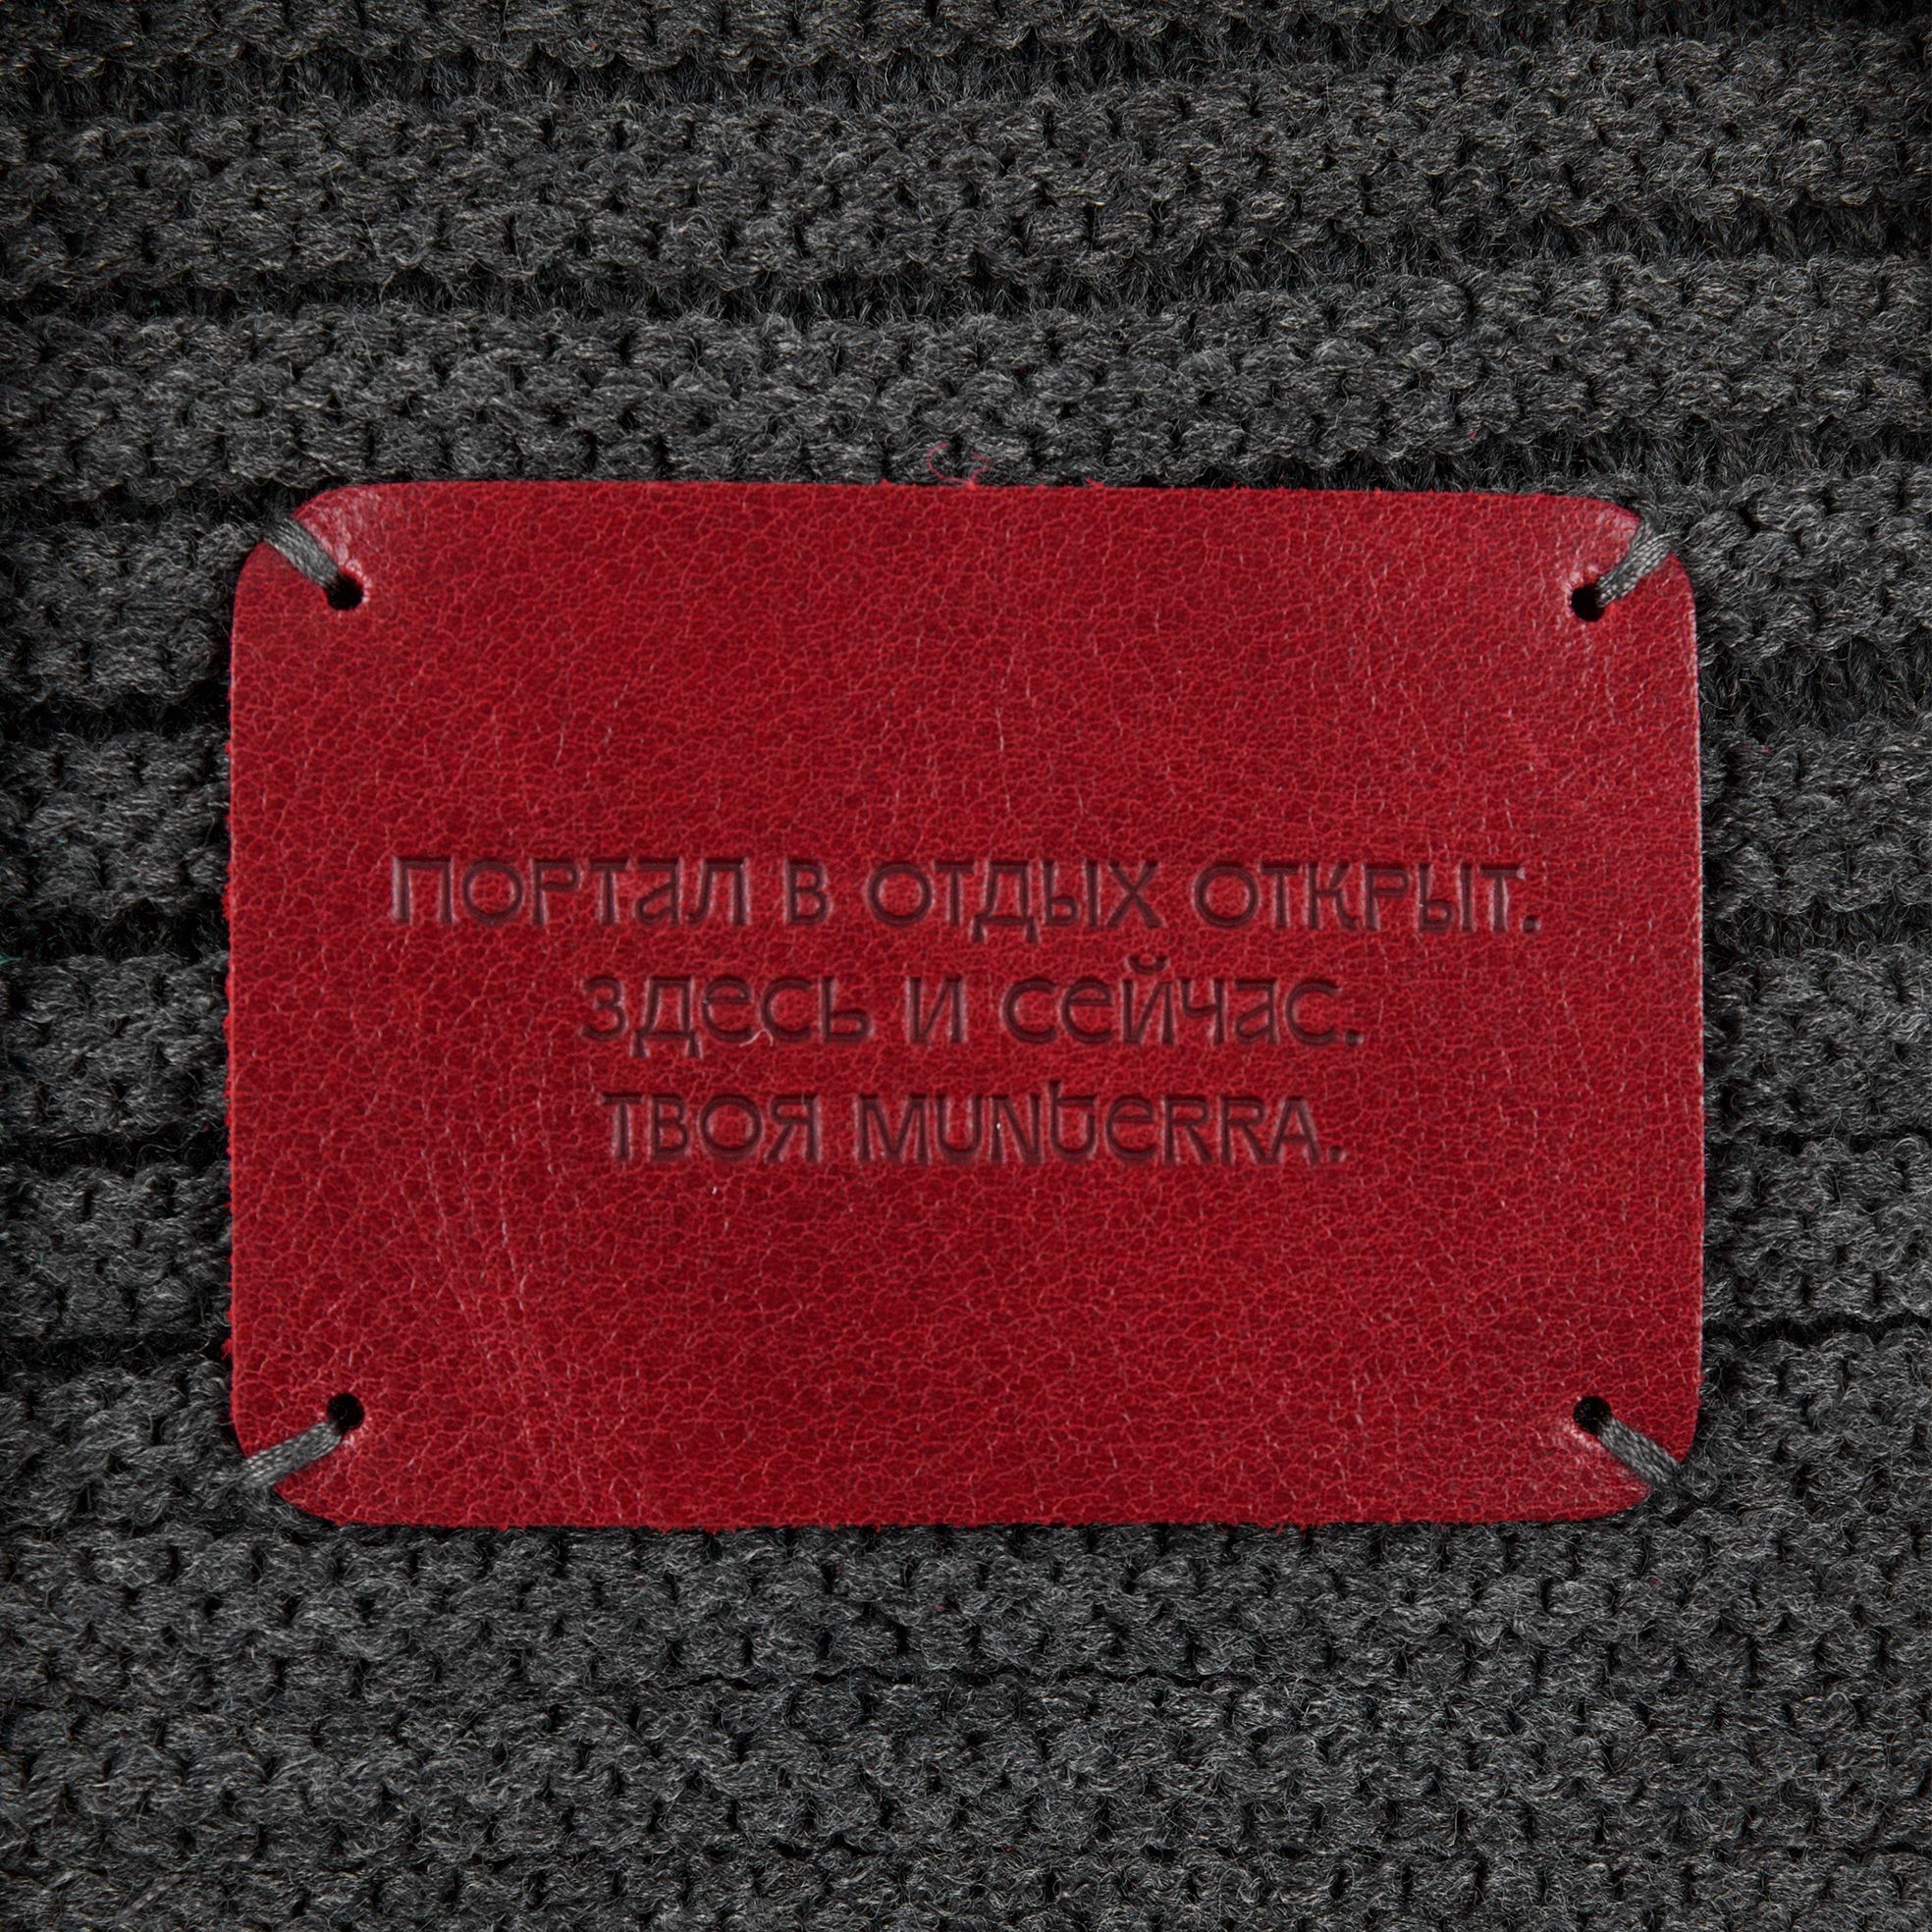 ПОРТАЛ В ОТДЫХ ОТКРЫТ.
ЗДЕСЬ И СЕЙЧАС.
ТВОЯ MUNTERRA.